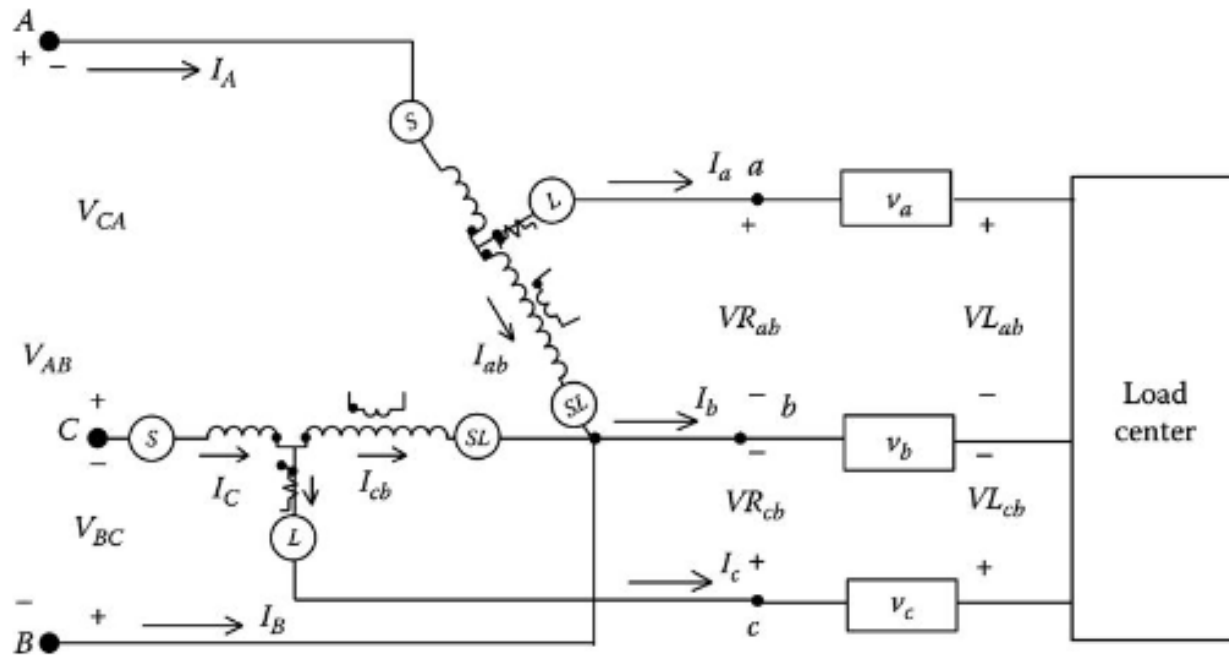 A
+ − I_A
S
I_a a
L
v_a
+ +
V_CA
VR_ab VL_ab
I_ab
V_AB
+
SL
I_b − b −
C S SL
v_b
Load
center
−
I_C I_cb
− −
V_BC
VR_cb VL_cb
L
I_c + +
v_c
c
− + I_B
B